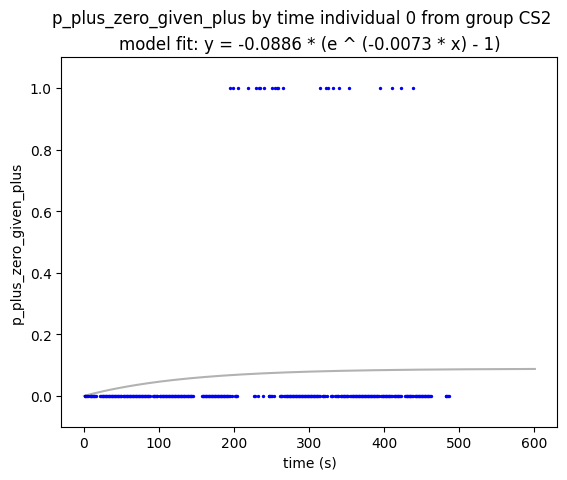 p_plus_zero_given_plus by time individual 0 from group CS2
model fit: y = -0.0886 * (e ^ (-0.0073 * x) - 1)
1.0
0.8
0.6
0.4
0.2
0.0
p_plus_zero_given_plus
0 100 200 300 400 500 600
time (s)